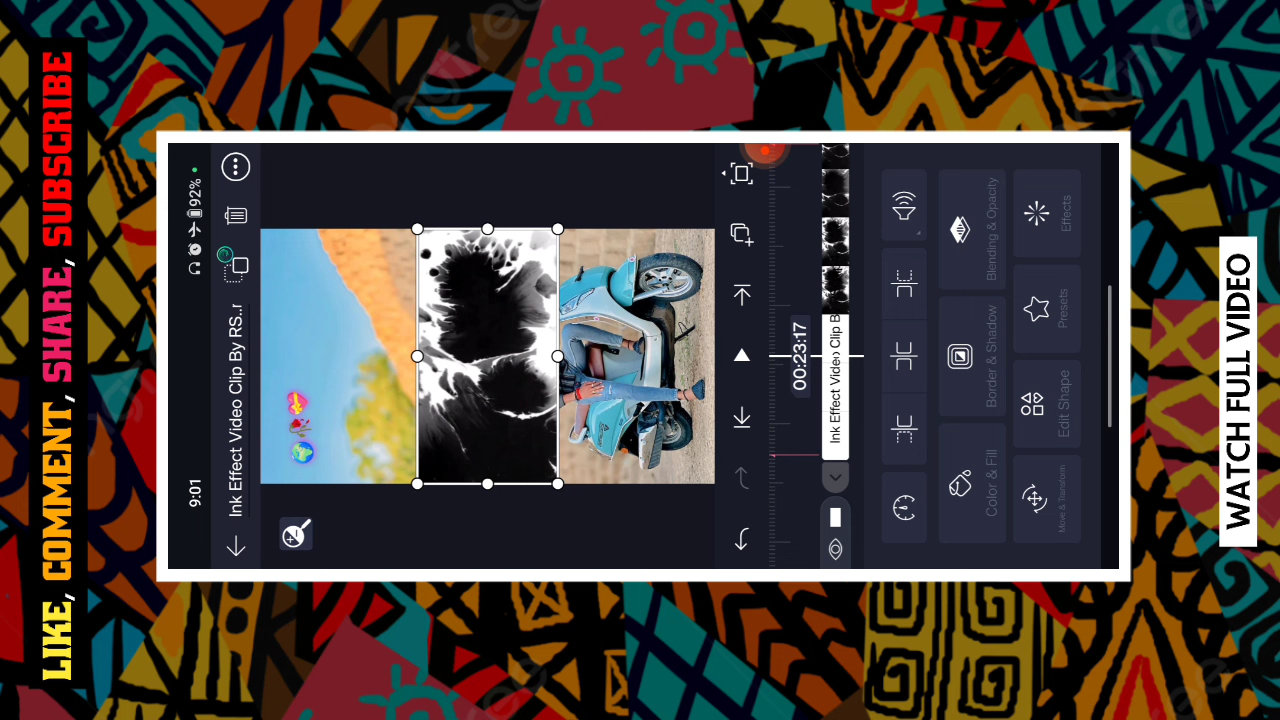 LIKE, COMMENT, SHARE, SUBSCRIBE
9:01
92%
Ink Effect Video Clip By RS..r
00:23:17
Ink Effect Video Clip B
Color & Fill
Border & Shadow
Blending & Opacity
Move & Transform
Edit Shape
Presets
Effects
WATCH FULL VIDEO